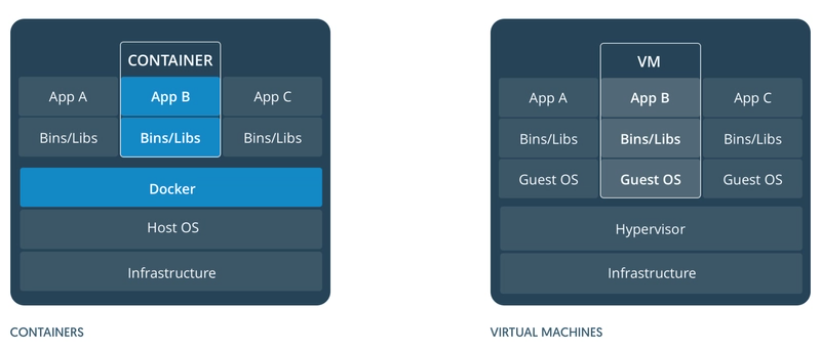 CONTAINER
App A App B App C
Bins/Libs Bins/Libs Bins/Libs
Docker
Host OS
Infrastructure
CONTAINERS
VM
App A App B App C
Bins/Libs Bins/Libs Bins/Libs
Guest OS Guest OS Guest OS
Hypervisor
Infrastructure
VIRTUAL MACHINES